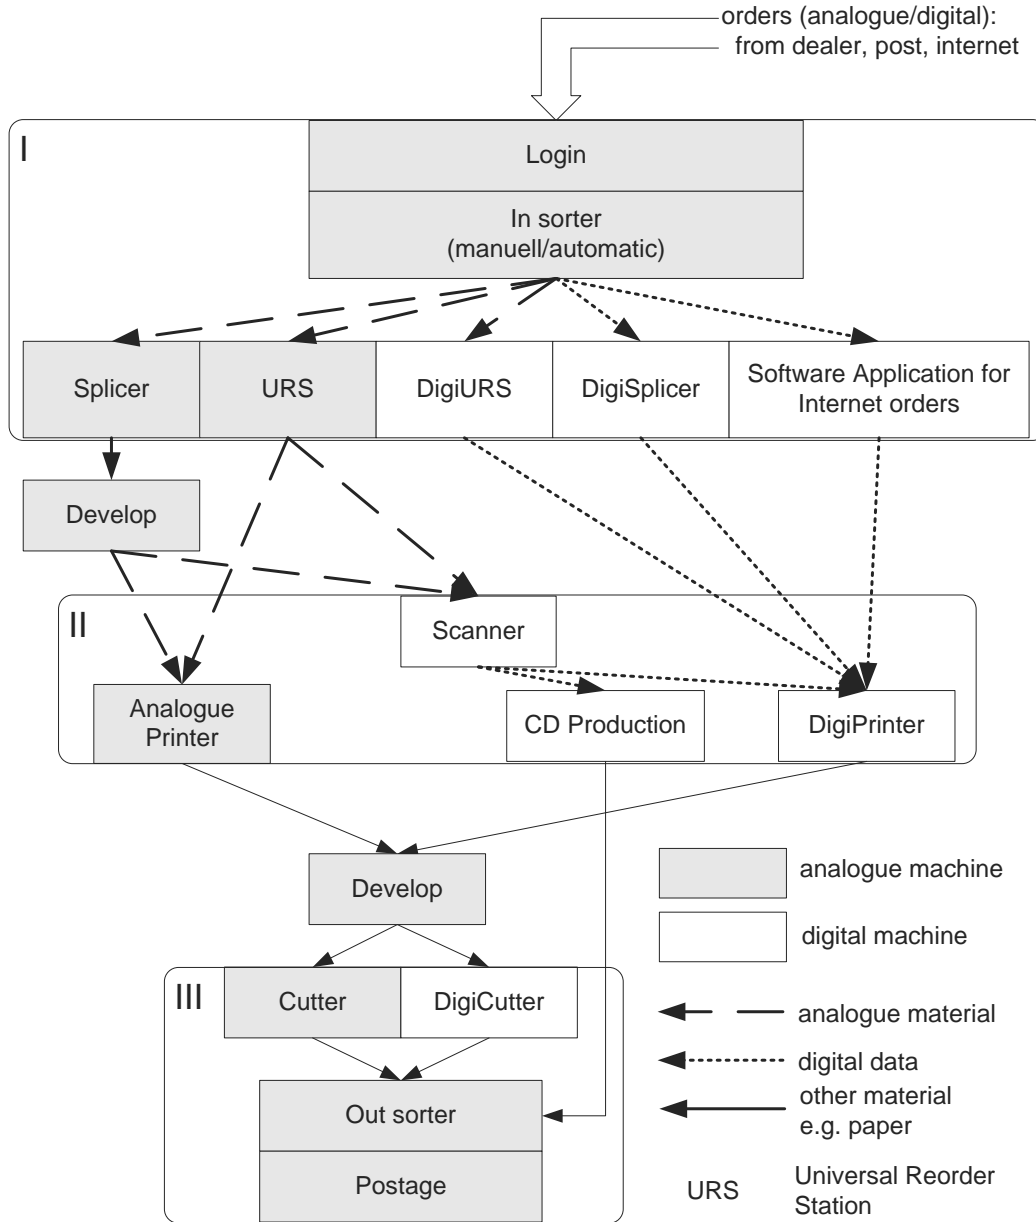 orders (analogue/digital):
from dealer, post, internet
I
Login
In sorter
(manuell/automatic)
Splicer
URS
DigiURS
DigiSplicer
Software Application for
Internet orders
Develop
II
Scanner
Analogue
Printer
CD Production
DigiPrinter
Develop
analogue machine
digital machine
III
Cutter
DigiCutter
analogue material
digital data
other material
e.g. paper
Out sorter
Postage
URS
Universal Reorder
Station